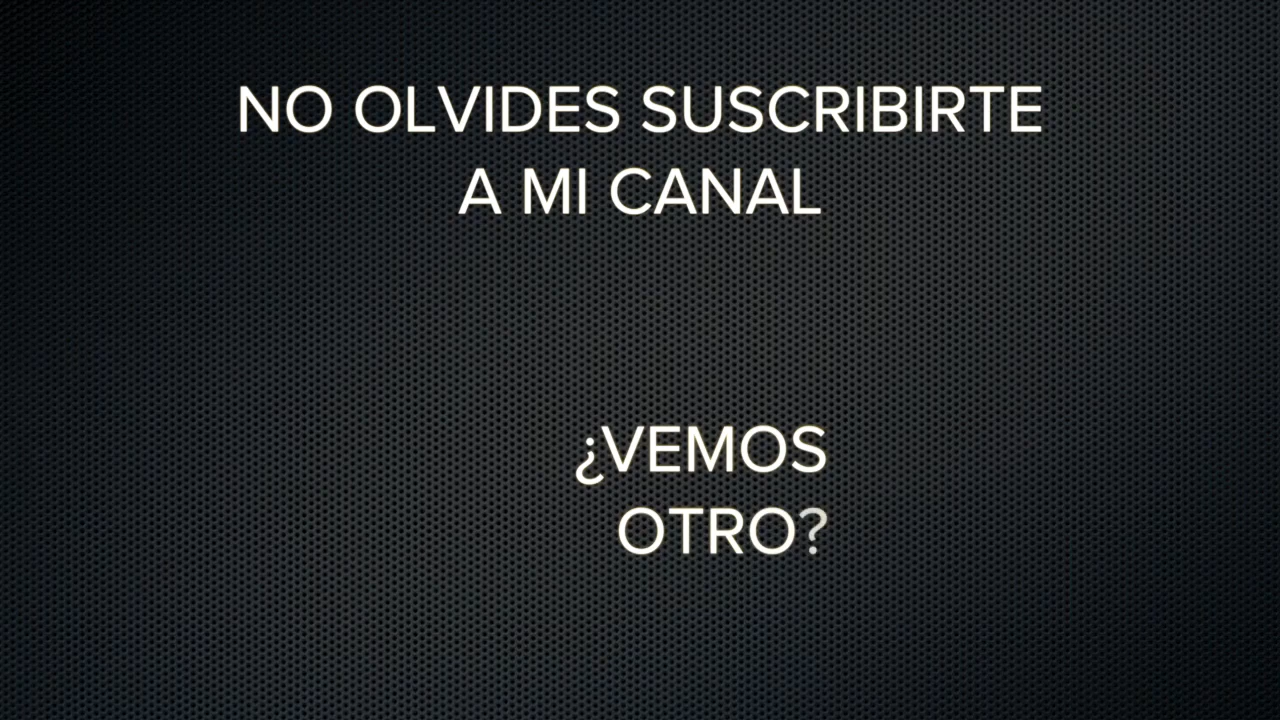 NO OLVIDES SUSCRIBIRTE
A MI CANAL
¿VEMOS
OTRO?